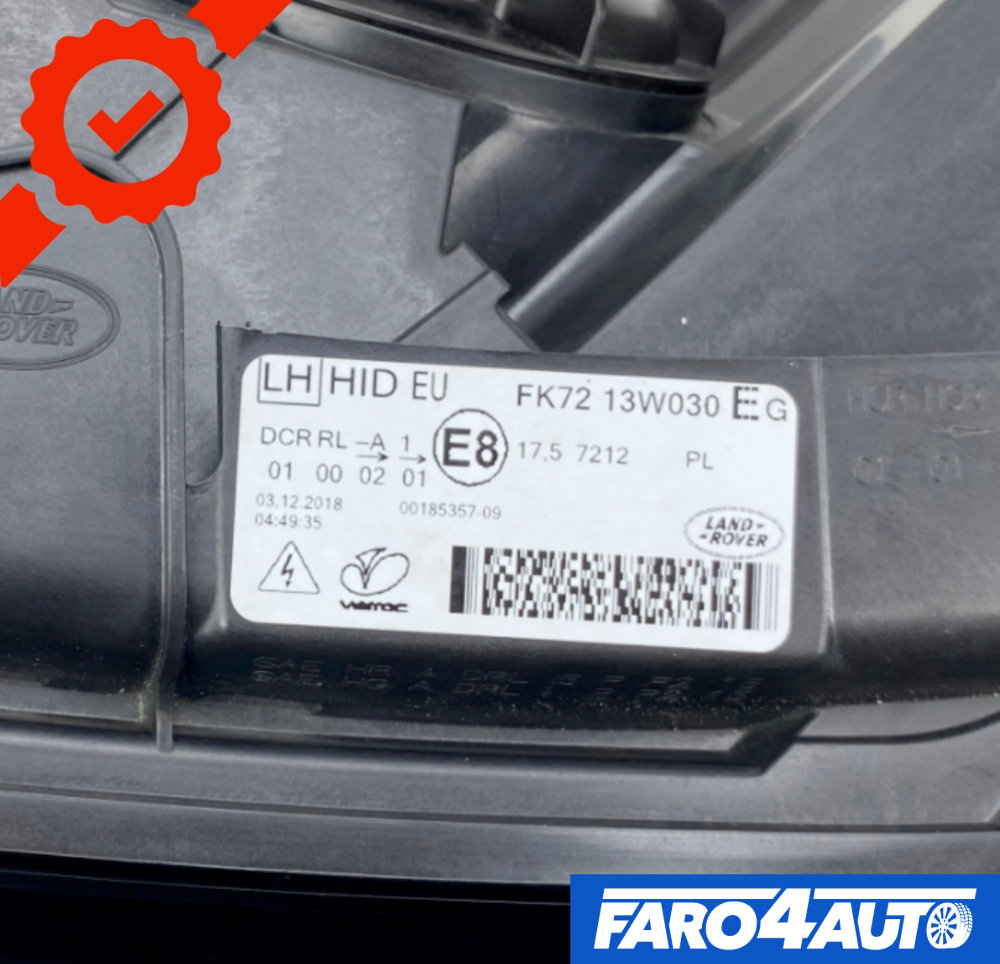 LAND-
ROVER
LH HID EU FK72 13W030 E G
DCR RL -A 1 E8 17,5 7212 PL
01 00 02 01
03.12.2018 00185357-09
04:49:35
LAND-
-ROVER
FARO4AUTO